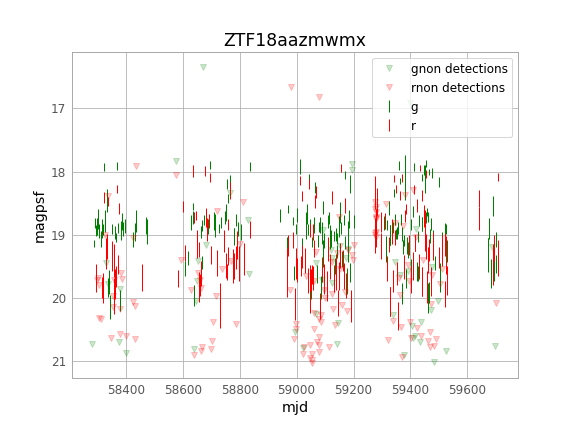 ZTF18aazmwmx
gnon detections
rnon detections
g
r
17
18
19
20
21
magpsf
58400 58600 58800 59000 59200 59400 59600
mjd